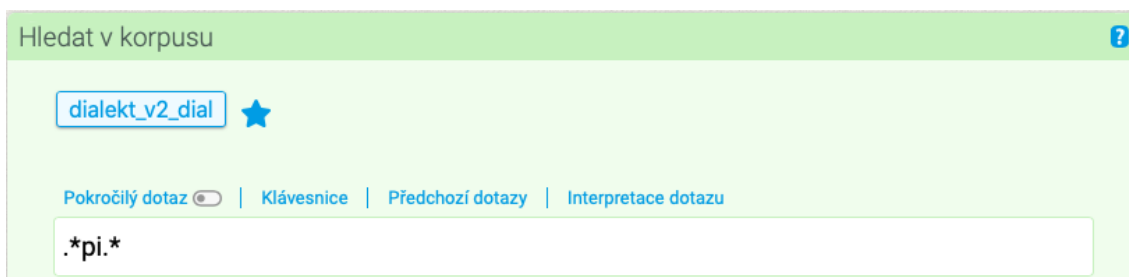 Hledat v korpusu ?
dialekt_v2_dial
Pokročilý dotaz | Klávesnice | Předchozí dotazy | Interpretace dotazu
.*pi.*